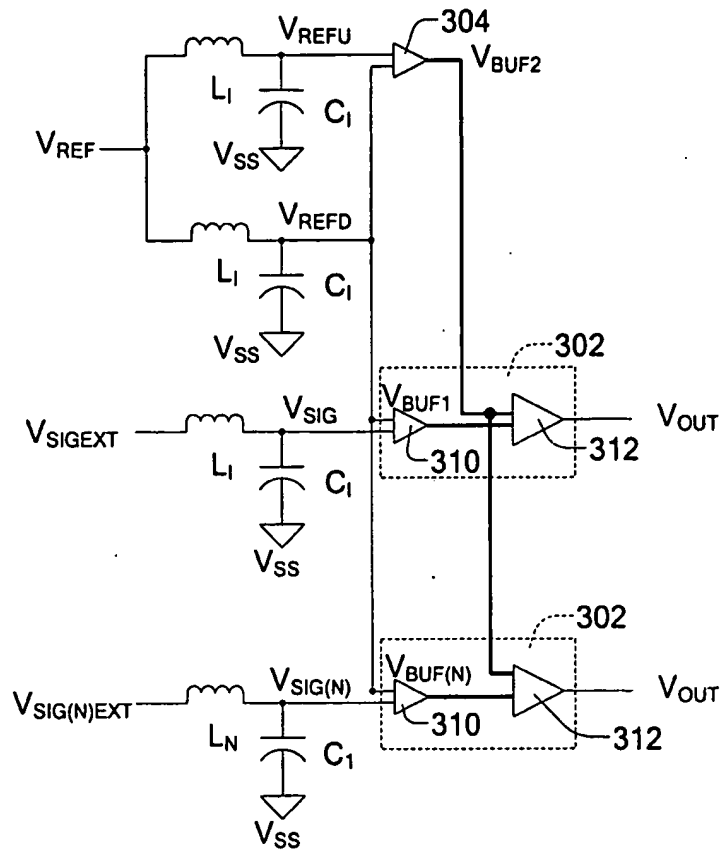 V_REFU
304
V_BUF2
L_I
C_I
V_SS
V_REF
V_REFD
L_I
C_I
V_SS
302
V_SIG
V_BUF1
V_OUT
V_SIGEXT
310
312
L_I
C_I
V_SS
302
V_SIG(N)
V_BUF(N)
V_OUT
V_SIG(N)EXT
310
312
L_N
C_1
V_SS